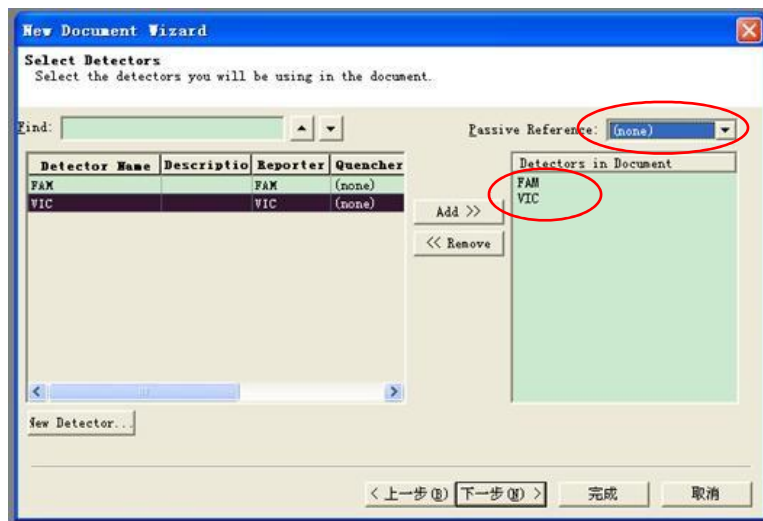 New Document Wizard
Select Detectors
Select the detectors you will be using in the document.
Find:
Passive Reference: (none)
Detector Name Descriptio Reporter Quencher
FAM FAM (none)
VIC VIC (none)
Add >>
<< Remove
Detectors in Document
FAM
VIC
New Detector...
< 上一步(B) 下一步(N) > 完成 取消